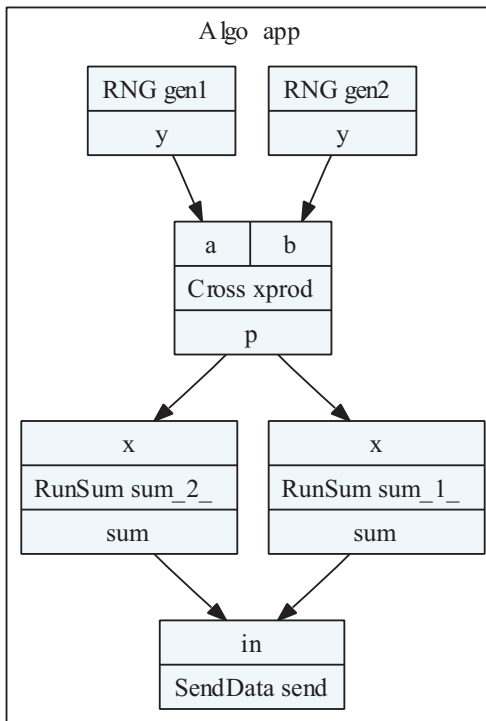 Algo app
RNG gen1
RNG gen2
y
y
a
b
Cross xprod
p
x
x
RunSum sum_2_
RunSum sum_1_
sum
sum
in
SendData send